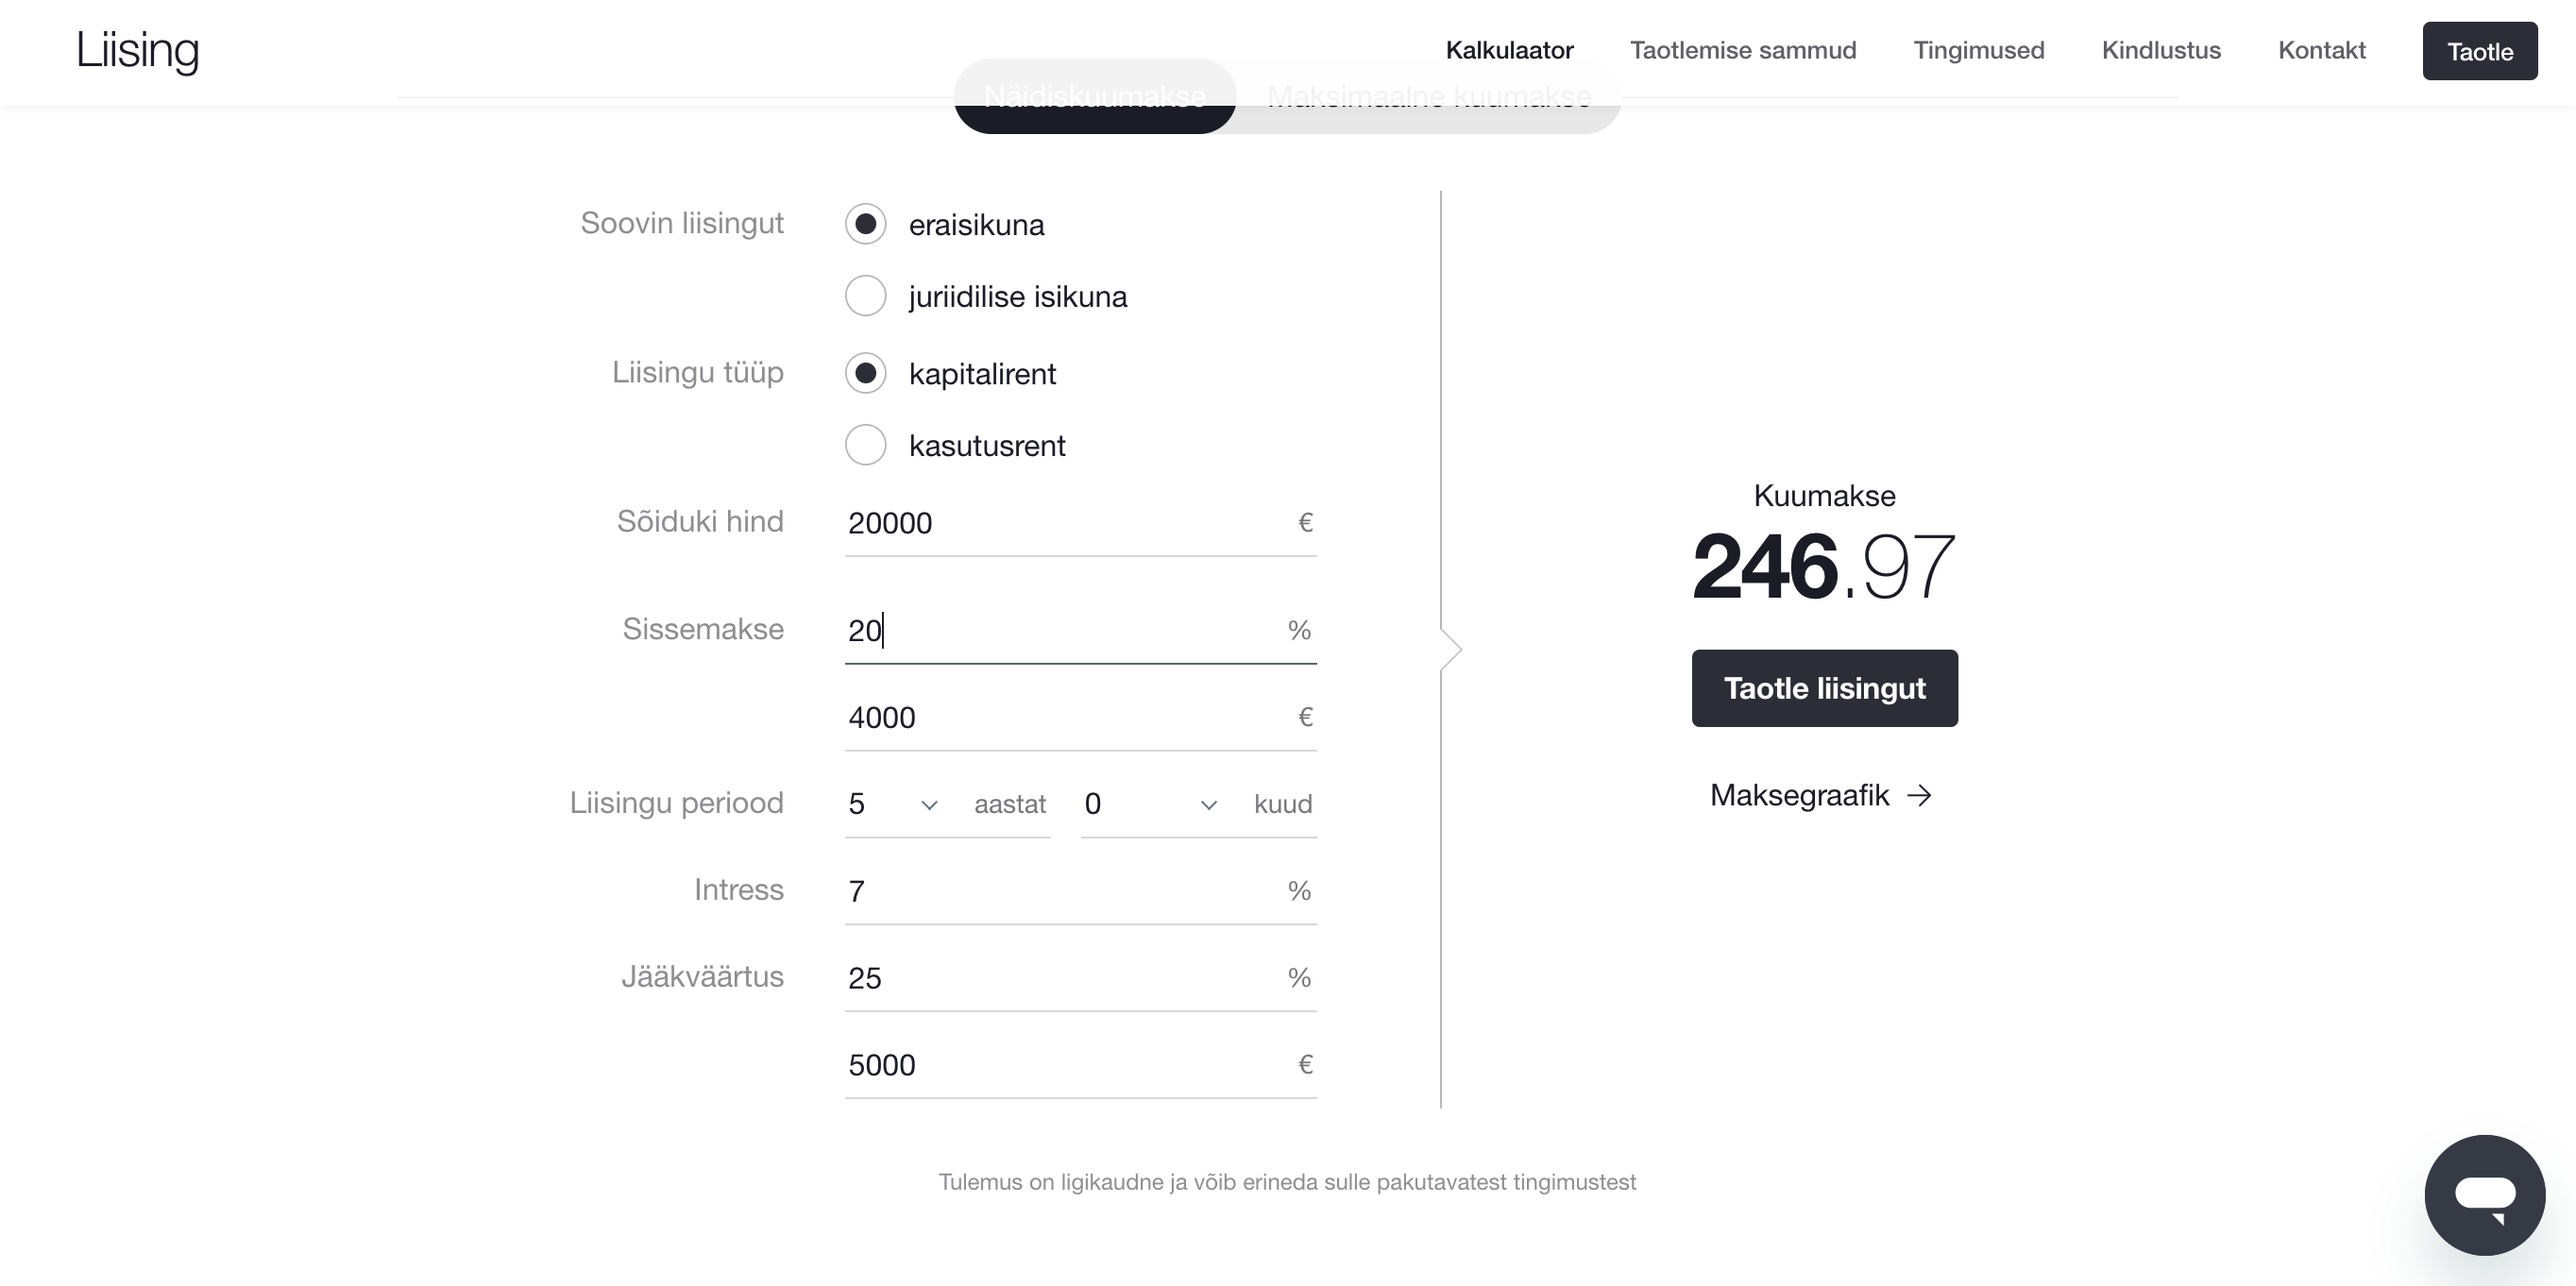 Liising
Kalkulaator Taotlemise sammud Tingimused Kindlustus Kontakt Taotle
Näidiskuumakse Maksimaalne kuumakse
Soovin liisingut eraisikuna
juriidilise isikuna
Liisingu tüüp kapitalirent
kasutusrent
Sõiduki hind 20000 €
Sissemakse 20 %
4000 €
Liisingu periood 5 aastat 0 kuud
Intress 7 %
Jääkväärtus 25 %
5000 €
Kuumakse
246.97
Taotle liisingut
Maksegraafik →
Tulemus on ligikaudne ja võib erineda sulle pakutavatest tingimustest